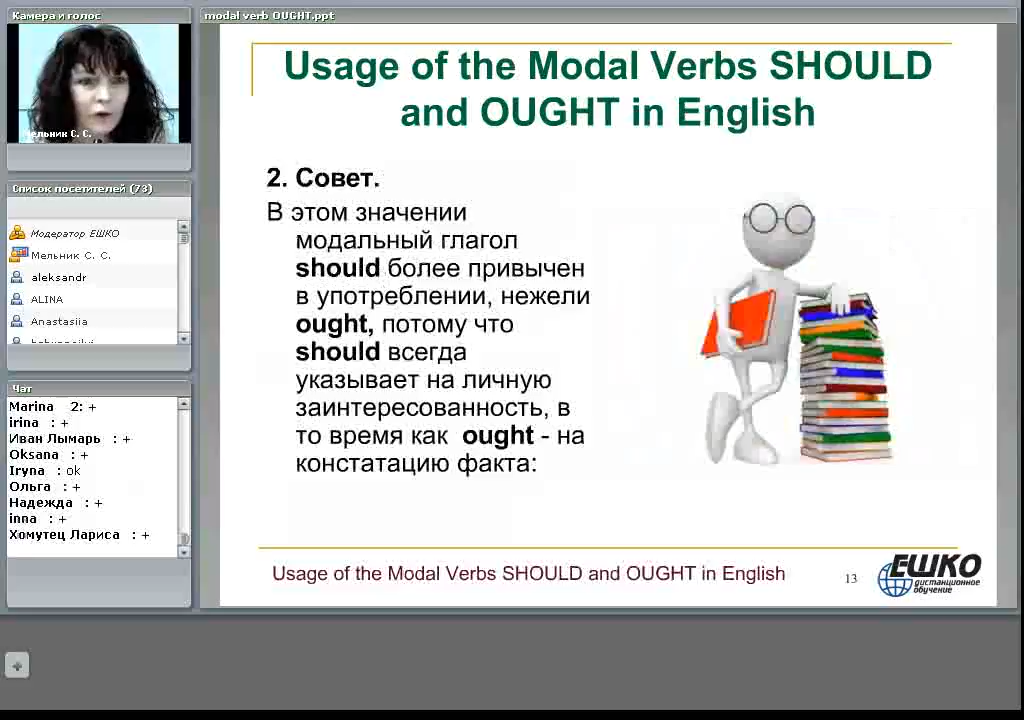 Камера и голос
modal verb OUGHT.ppt
Мельник С. С.
Список посетителей (73)
Модератор ЕШКО
Мельник С. С.
aleksandr
ALINA
Anastasiia
Чат
Marina 2: +
irina : +
Иван Лымарь : +
Oksana : +
Iryna : ok
Ольга : +
Надежда : +
inna : +
Хомутец Лариса : +
Usage of the Modal Verbs SHOULD
and OUGHT in English
2. Совет.
В этом значении
модальный глагол
should более привычен
в употреблении, нежели
ought, потому что
should всегда
указывает на личную
заинтересованность, в
то время как ought - на
констатацию факта:
Usage of the Modal Verbs SHOULD and OUGHT in English
13
ЕШКО
дистанционное
обучение